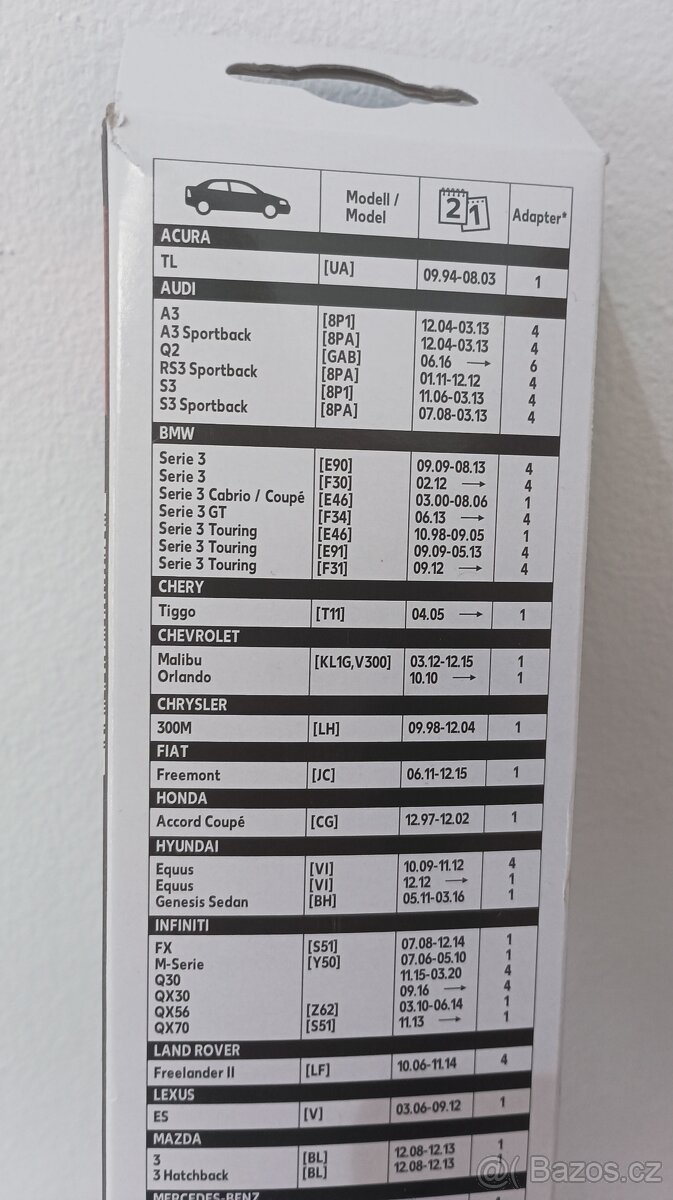 Modell / Model 21 Adapter*
ACURA
TL [UA] 09.94-08.03 1
AUDI
A3 [8P1] 12.04-03.13 4
A3 Sportback [8PA] 12.04-03.13 4
Q2 [GAB] 06.16 → 6
RS3 Sportback [8PA] 01.11-12.12 4
S3 [8P1] 11.06-03.13 4
S3 Sportback [8PA] 07.08-03.13 4
BMW
Serie 3 [E90] 09.09-08.13 4
Serie 3 [F30] 02.12 → 4
Serie 3 Cabrio / Coupé [E46] 03.00-08.06 1
Serie 3 GT [F34] 06.13 → 4
Serie 3 Touring [E46] 10.98-09.05 1
Serie 3 Touring [E91] 09.09-05.13 4
Serie 3 Touring [F31] 09.12 → 4
CHERY
Tiggo [T11] 04.05 → 1
CHEVROLET
Malibu [KL1G,V300] 03.12-12.15 1
Orlando 10.10 → 1
CHRYSLER
300M [LH] 09.98-12.04 1
FIAT
Freemont [JC] 06.11-12.15 1
HONDA
Accord Coupé [CG] 12.97-12.02 1
HYUNDAI
Equus [VI] 10.09-11.12 4
Equus [VI] 12.12 → 1
Genesis Sedan [BH] 05.11-03.16 1
INFINITI
FX [S51] 07.08-12.14 1
M-Serie [Y50] 07.06-05.10 1
Q30 11.15-03.20 4
QX30 09.16 → 4
QX56 [Z62] 03.10-06.14 1
QX70 [S51] 11.13 → 1
LAND ROVER
Freelander II [LF] 10.06-11.14 4
LEXUS
ES [V] 03.06-09.12 1
MAZDA
3 [BL] 12.08-12.13 1
3 Hatchback [BL] 12.08-12.13 1
MERCEDES-BENZ
@ Bazos.cz